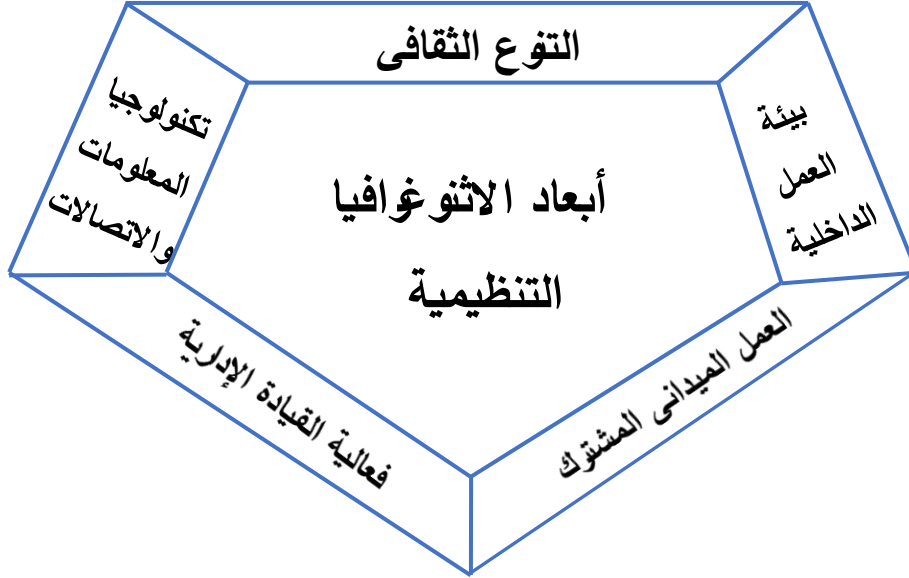 التنوع الثقافى
أبعاد الاثنوغرافيا
التنظيمية
بيئة
العمل
الداخلية
العمل الميدانى المشترك
فعالية القيادة الإدارية
تكنولوجيا
المعلومات
والاتصالات